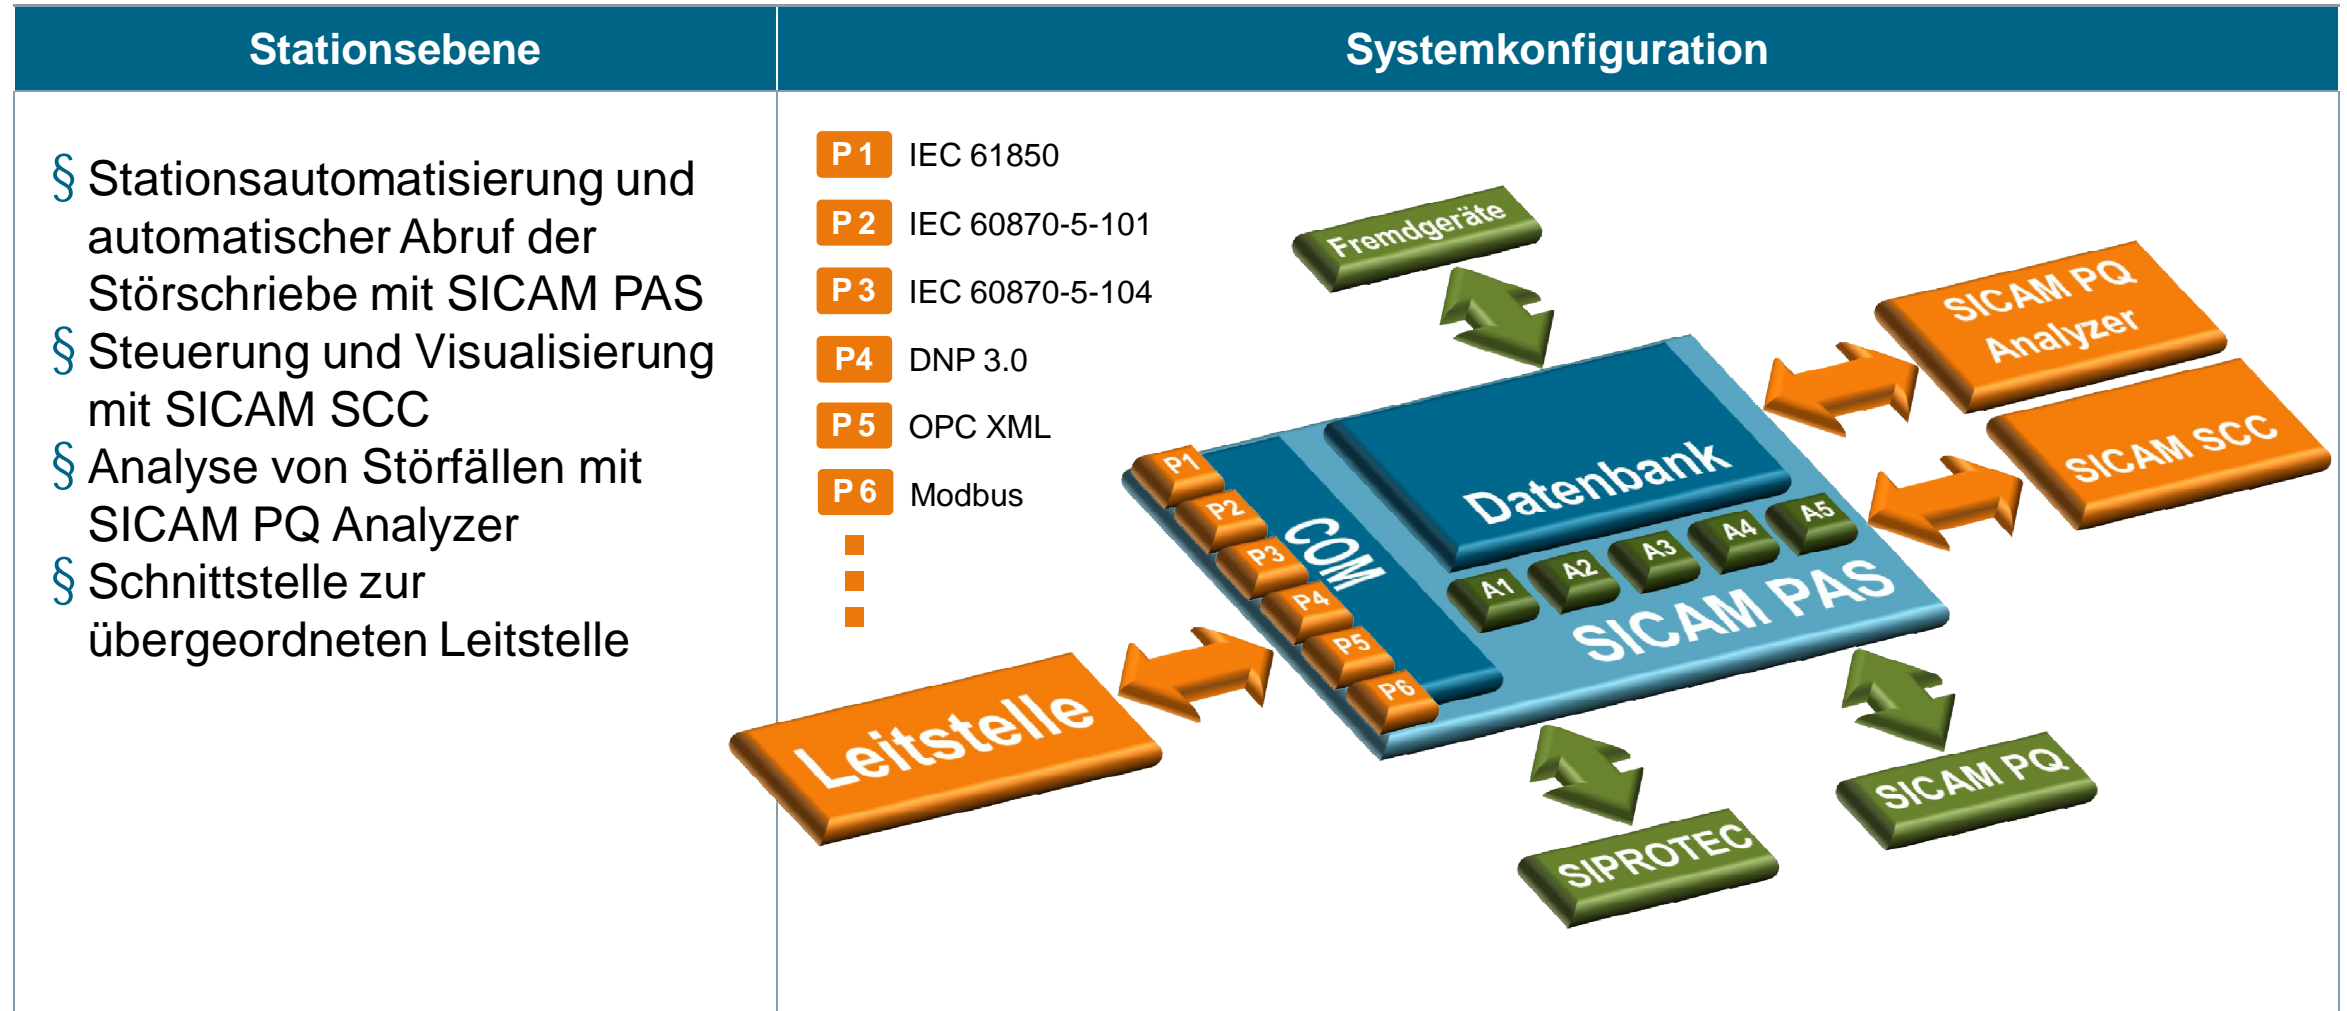 Stationsebene
Systemkonfiguration
§ Stationsautomatisierung und
automatischer Abruf der
Störschriebe mit SICAM PAS
§ Steuerung und Visualisierung
mit SICAM SCC
§ Analyse von Störfällen mit
SICAM PQ Analyzer
§ Schnittstelle zur
übergeordneten Leitstelle
P 1 IEC 61850
P 2 IEC 60870-5-101
P 3 IEC 60870-5-104
P4 DNP 3.0
P 5 OPC XML
P 6 Modbus
Fremdgeräte
SICAM PQ
Analyzer
SICAM SCC
Datenbank
COM
P1
P2
P3
P4
P5
P6
A1
A2
A3
A4
A5
SICAM PAS
Leitstelle
SICAM PQ
SIPROTEC